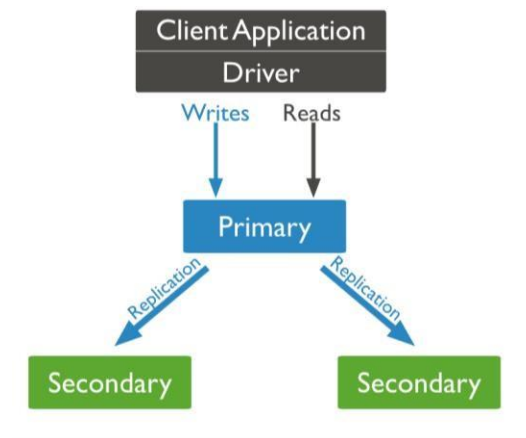 Client Application
Driver
Writes
Reads
Primary
Replication
Replication
Secondary
Secondary